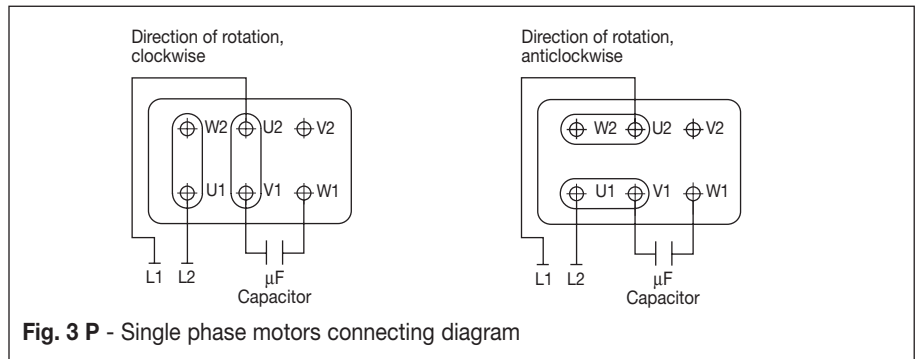 Direction of rotation,
clockwise
W2 U2 V2
U1 V1 W1
L1 L2 µF
Capacitor
Direction of rotation,
anticlockwise
W2 U2 V2
U1 V1 W1
L1 L2 µF
Capacitor
Fig. 3 P - Single phase motors connecting diagram